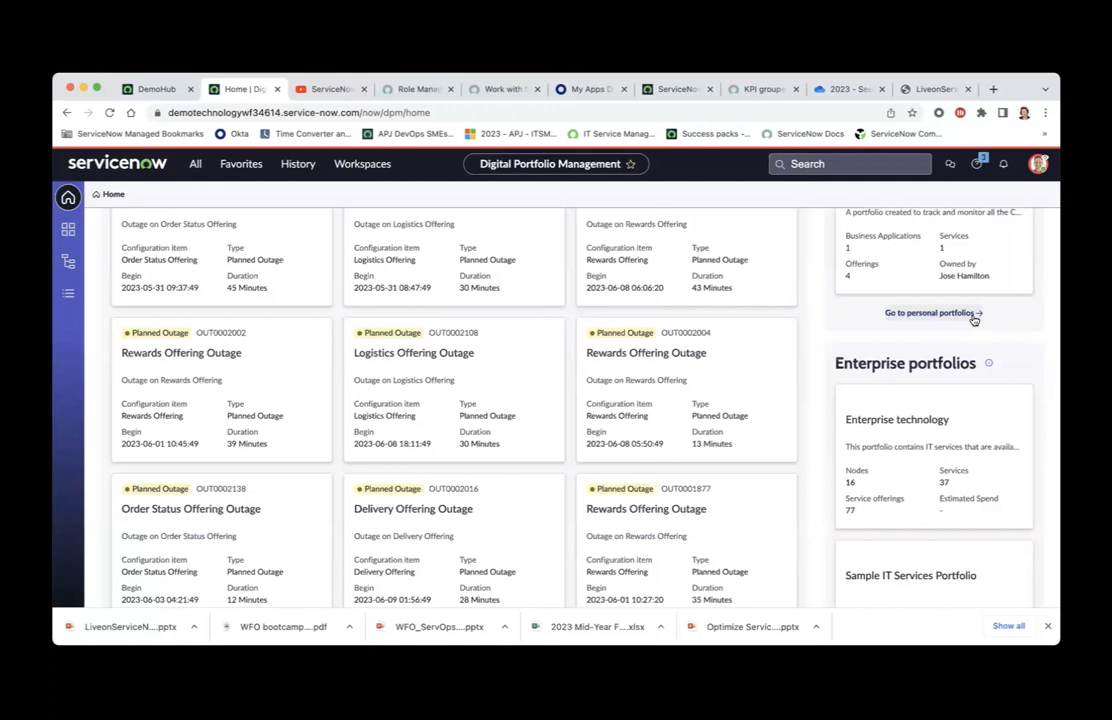 DemoHub
Home | Dig
ServiceNow
Role Manag
Work with
My Apps D
ServiceNov
KPI groups
2023 - Se
LiveonServ
demotechnologywf34614.service-now.com/now/dpm/home
ServiceNow Managed Bookmarks
Okta
Time Converter an...
APJ DevOps SMEs...
2023 - APJ - ITSM...
IT Service Manag...
Success packs -...
ServiceNow Docs
ServiceNow Com...
»
servicenow
All
Favorites
History
Workspaces
Digital Portfolio Management
Search
3
Home
Outage on Order Status Offering
Configuration item
Type
Order Status Offering
Planned Outage
Begin
Duration
2023-05-31 09:37:49
45 Minutes
Outage on Logistics Offering
Configuration item
Type
Logistics Offering
Planned Outage
Begin
Duration
2023-05-31 08:47:49
30 Minutes
Outage on Rewards Offering
Configuration item
Type
Rewards Offering
Planned Outage
Begin
Duration
2023-06-08 06:06:20
43 Minutes
Planned Outage OUT0002002
Rewards Offering Outage
Outage on Rewards Offering
Configuration item
Type
Rewards Offering
Planned Outage
Begin
Duration
2023-06-01 10:45:49
39 Minutes
Planned Outage OUT0002108
Logistics Offering Outage
Outage on Logistics Offering
Configuration item
Type
Logistics Offering
Planned Outage
Begin
Duration
2023-06-08 18:11:49
30 Minutes
Planned Outage OUT0002004
Rewards Offering Outage
Outage on Rewards Offering
Configuration item
Type
Rewards Offering
Planned Outage
Begin
Duration
2023-06-08 05:50:49
13 Minutes
Planned Outage OUT0002138
Order Status Offering Outage
Outage on Order Status Offering
Configuration item
Type
Order Status Offering
Planned Outage
Begin
Duration
2023-06-03 04:21:49
12 Minutes
Planned Outage OUT0002016
Delivery Offering Outage
Outage on Delivery Offering
Configuration item
Type
Delivery Offering
Planned Outage
Begin
Duration
2023-06-09 01:56:49
28 Minutes
Planned Outage OUT0001877
Rewards Offering Outage
Outage on Rewards Offering
Configuration item
Type
Rewards Offering
Planned Outage
Begin
Duration
2023-06-01 10:27:20
35 Minutes
A portfolio created to track and monitor all the C...
Business Applications
Services
1
1
Offerings
Owned by
4
Jose Hamilton
Go to personal portfolios →
Enterprise portfolios
Enterprise technology
This portfolio contains IT services that are availa...
Nodes
Services
16
37
Service offerings
Estimated Spend
77
-
Sample IT Services Portfolio
LiveonServiceN....pptx
WFO bootcamp....pdf
WFO_ServOps....pptx
2023 Mid-Year F....xlsx
Optimize Servic....pptx
Show all